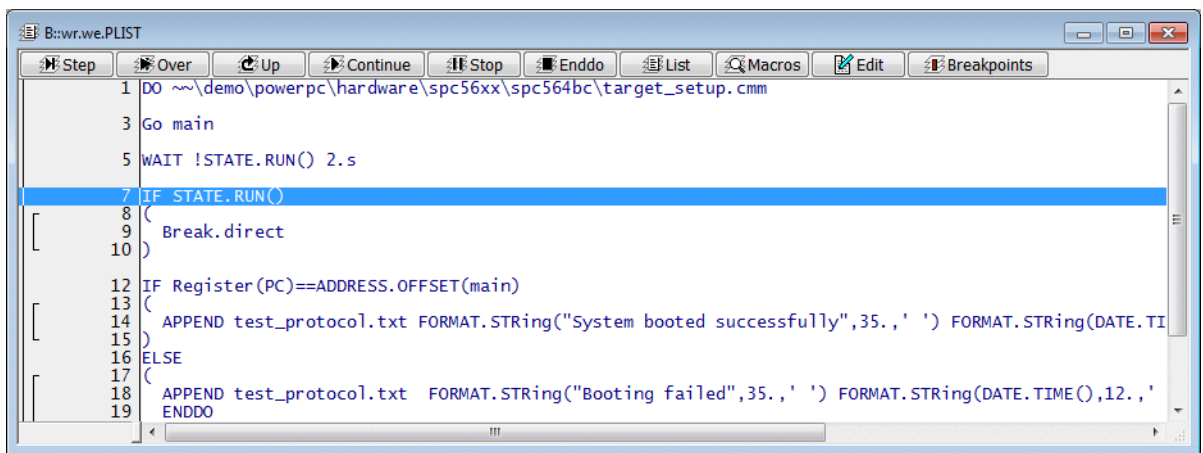 B::wr.we.PLIST
Step Over Up Continue Stop Enddo List Macros Edit Breakpoints
1 DO ~~\demo\powerpc\hardware\spc56xx\spc564bc\target_setup.cmm
3 Go main
5 WAIT !STATE.RUN() 2.s
7 IF STATE.RUN()
8 (
9 Break.direct
10 )
12 IF Register(PC)==ADDRESS.OFFSET(main)
13 (
14 APPEND test_protocol.txt FORMAT.STRing("System booted successfully",35.,' ') FORMAT.STRing(DATE.TI
15 )
16 ELSE
17 (
18 APPEND test_protocol.txt  FORMAT.STRing("Booting failed",35.,' ') FORMAT.STRing(DATE.TIME(),12.,'
19 ENDDO